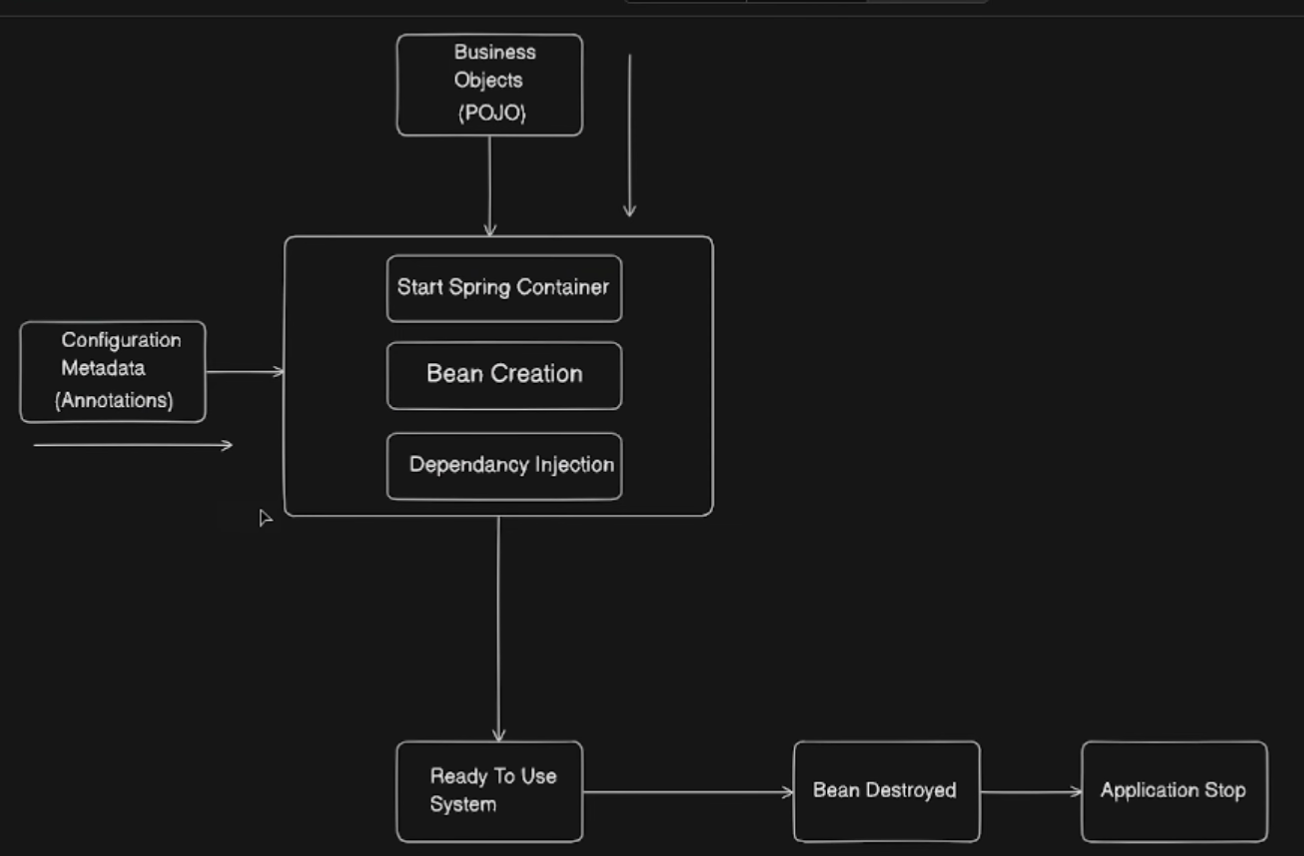 Business
Objects
(POJO)
Start Spring Container
Configuration
Metadata
(Annotations)
Bean Creation
Dependancy Injection
Ready To Use
System
Bean Destroyed
Application Stop